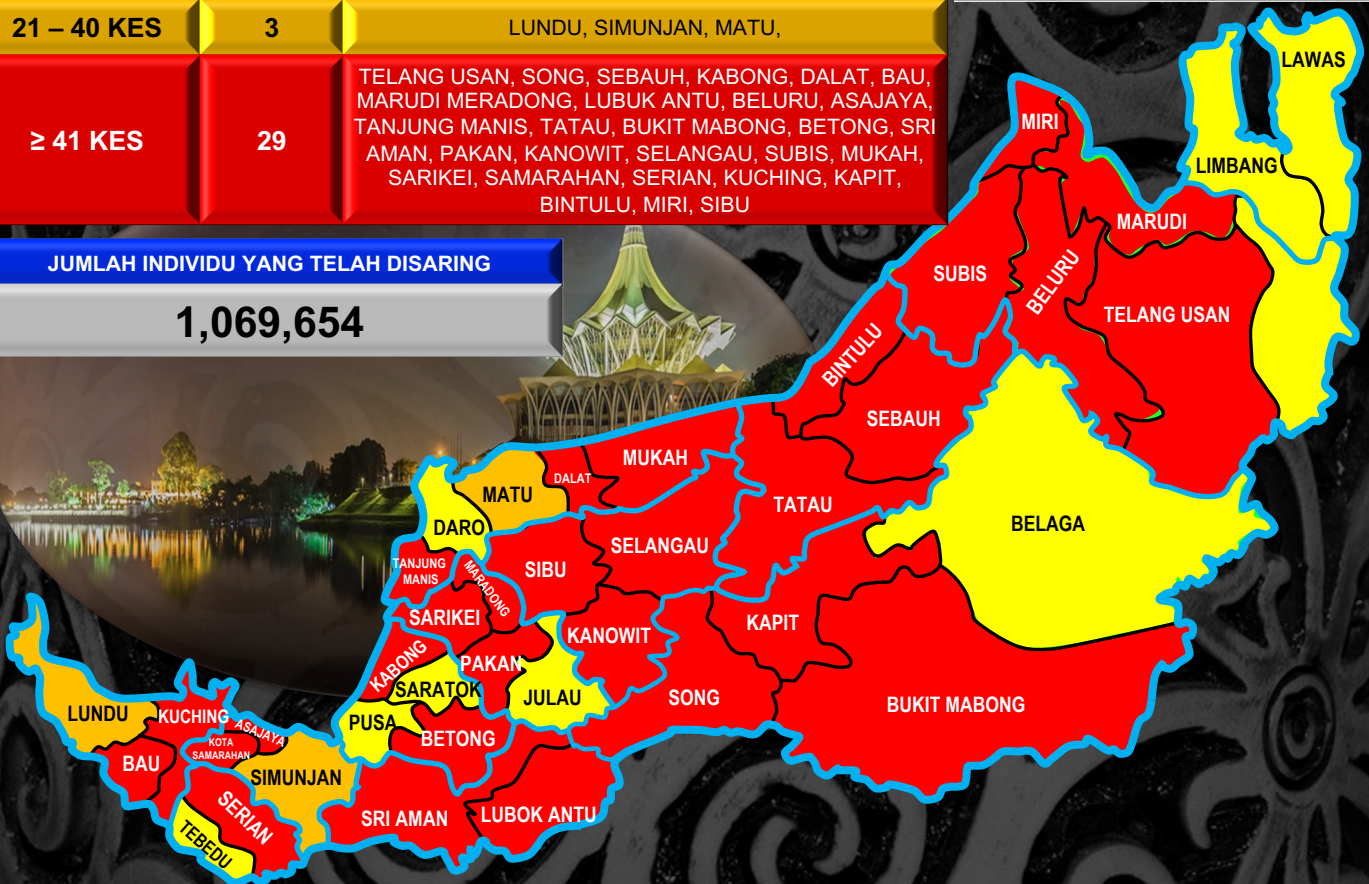 21 – 40 KES 3 LUNDU, SIMUNJAN, MATU,
≥ 41 KES 29 TELANG USAN, SONG, SEBAUH, KABONG, DALAT, BAU,
MARUDI MERADONG, LUBUK ANTU, BELURU, ASAJAYA,
TANJUNG MANIS, TATAU, BUKIT MABONG, BETONG, SRI
AMAN, PAKAN, KANOWIT, SELANGAU, SUBIS, MUKAH,
SARIKEI, SAMARAHAN, SERIAN, KUCHING, KAPIT,
BINTULU, MIRI, SIBU
JUMLAH INDIVIDU YANG TELAH DISARING
1,069,654
LAWAS
MIRI
LIMBANG
MARUDI
SUBIS
BELURU
TELANG USAN
BINTULU
SEBAUH
MUKAH
DALAT
MATU
TATAU
DARO
BELAGA
SELANGAU
TANJUNG
MANIS
MARADONG
SIBU
SARIKEI
KANOWIT
KAPIT
KABONG
PAKAN
SARATOK
JULAU
SONG
BUKIT MABONG
LUNDU
KUCHING
ASAJAYA
PUSA
BETONG
KOTA
SAMARAHAN
BAU
SIMUNJAN
SERIAN
SRI AMAN
LUBOK ANTU
TEBEDU